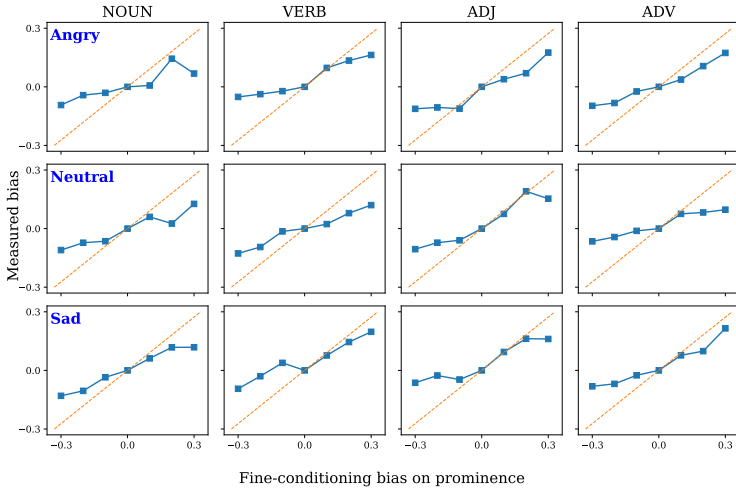 NOUN VERB ADJ ADV
Angry
0.3
0.0
−0.3
Neutral
0.3
0.0
−0.3
Measured bias
Sad
0.3
0.0
−0.3
−0.3 0.0 0.3 −0.3 0.0 0.3 −0.3 0.0 0.3 −0.3 0.0 0.3
Fine-conditioning bias on prominence